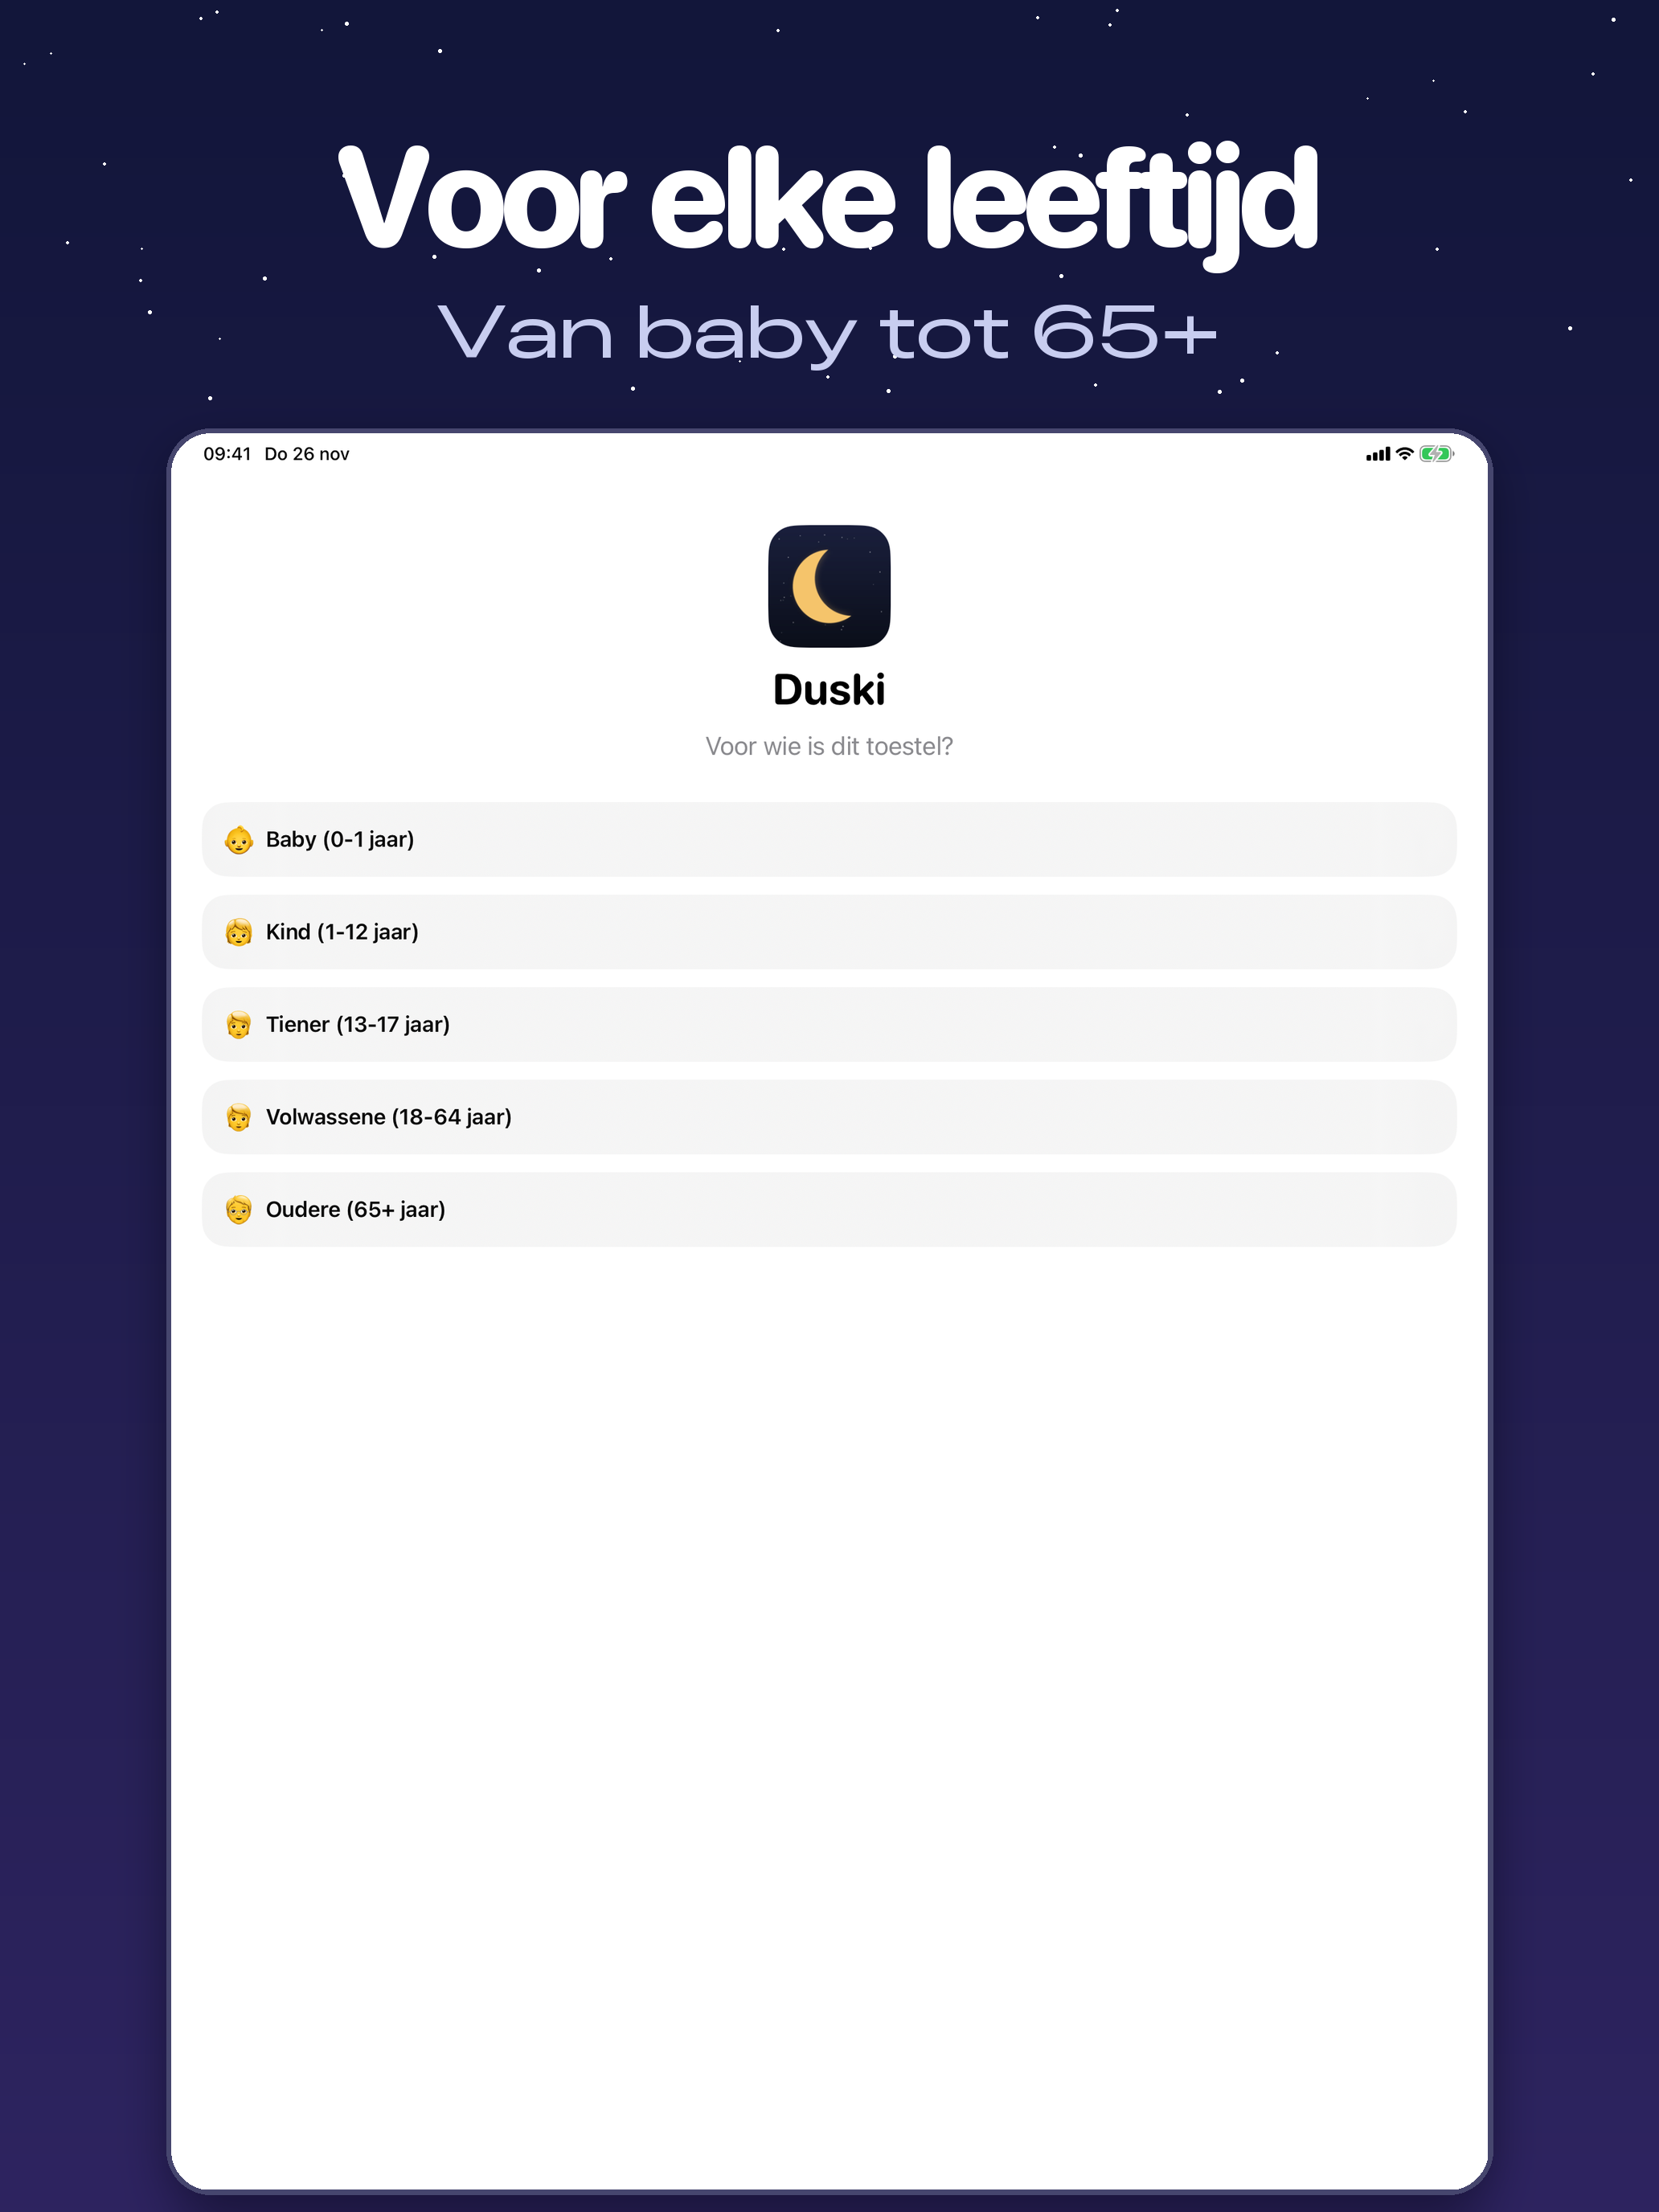 Voor elke leeftijd
Van baby tot 65+
09:41 Do 26 nov
Duski
Voor wie is dit toestel?
Baby (0-1 jaar)
Kind (1-12 jaar)
Tiener (13-17 jaar)
Volwassene (18-64 jaar)
Oudere (65+ jaar)